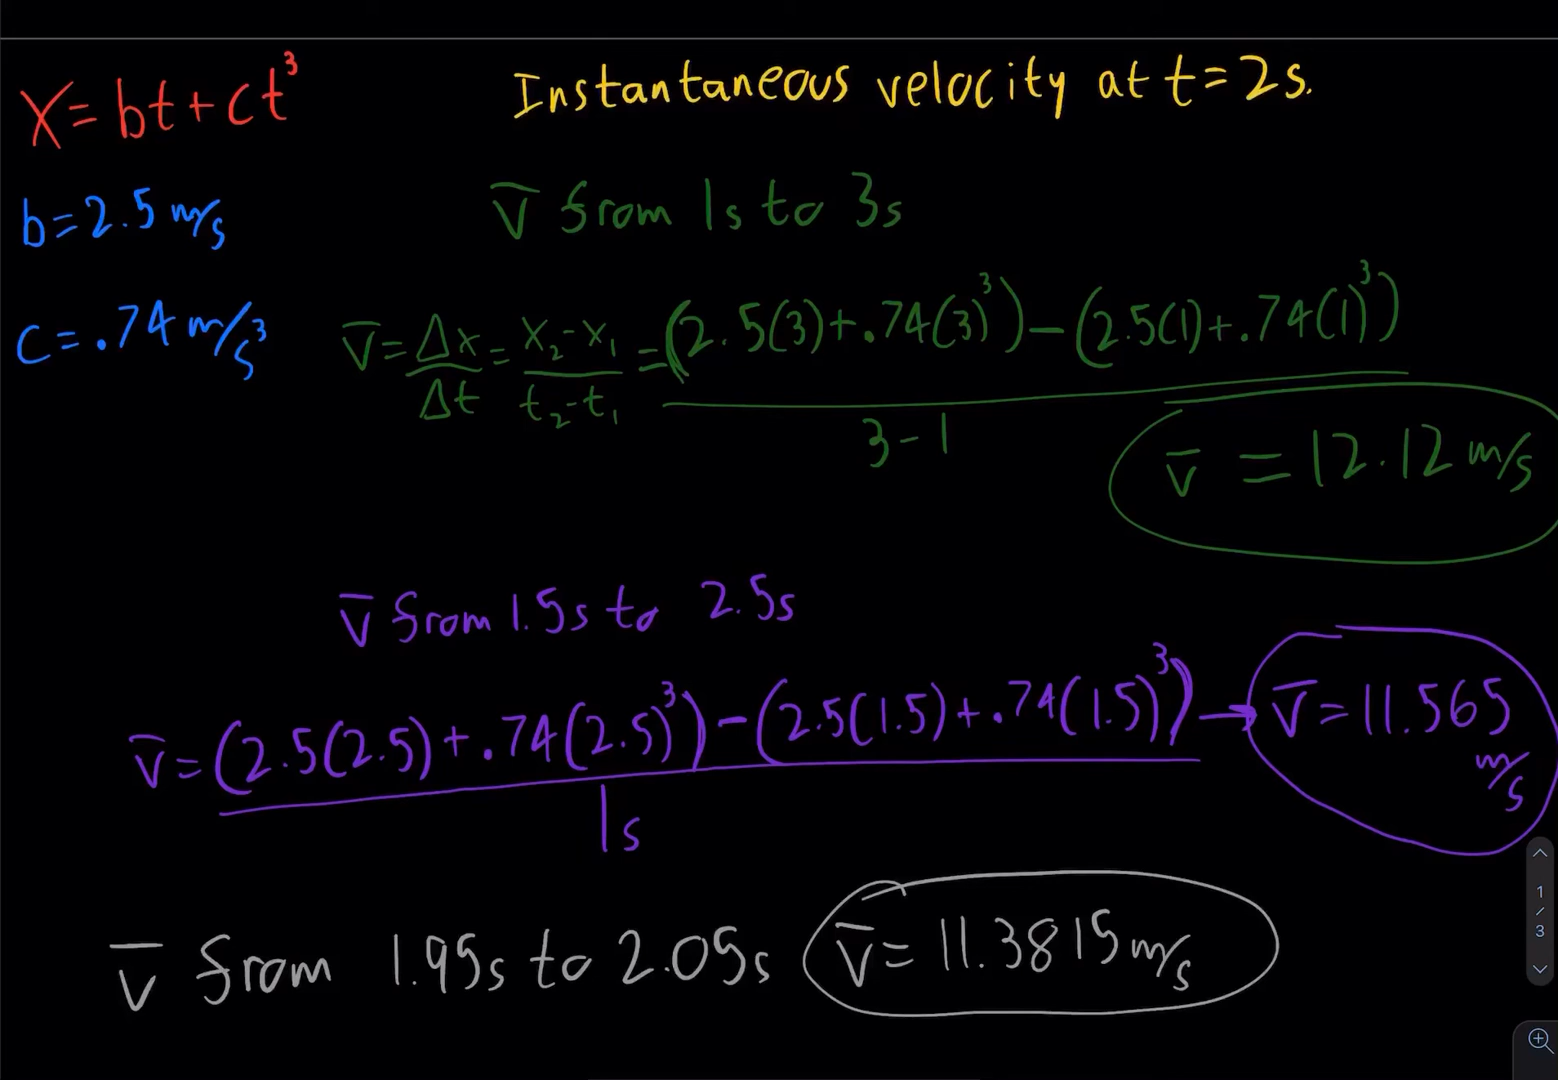 X=bt+ct³
Instantaneous velocity at t=2s.
b=2.5 m/s
v̄ from 1s to 3s
c=.74 m/s³
v̄=Δx/Δt=(x₂-x₁)/(t₂-t₁)=((2.5(3)+.74(3)³)-(2.5(1)+.74(1)³))/(3-1)
v̄ =12.12 m/s
v̄ from 1.5s to 2.5s
v̄=((2.5(2.5)+.74(2.5)³)-(2.5(1.5)+.74(1.5)³))/1s → v̄=11.565 m/s
v̄ from 1.95s to 2.05s v̄=11.3815 m/s
1
/
3